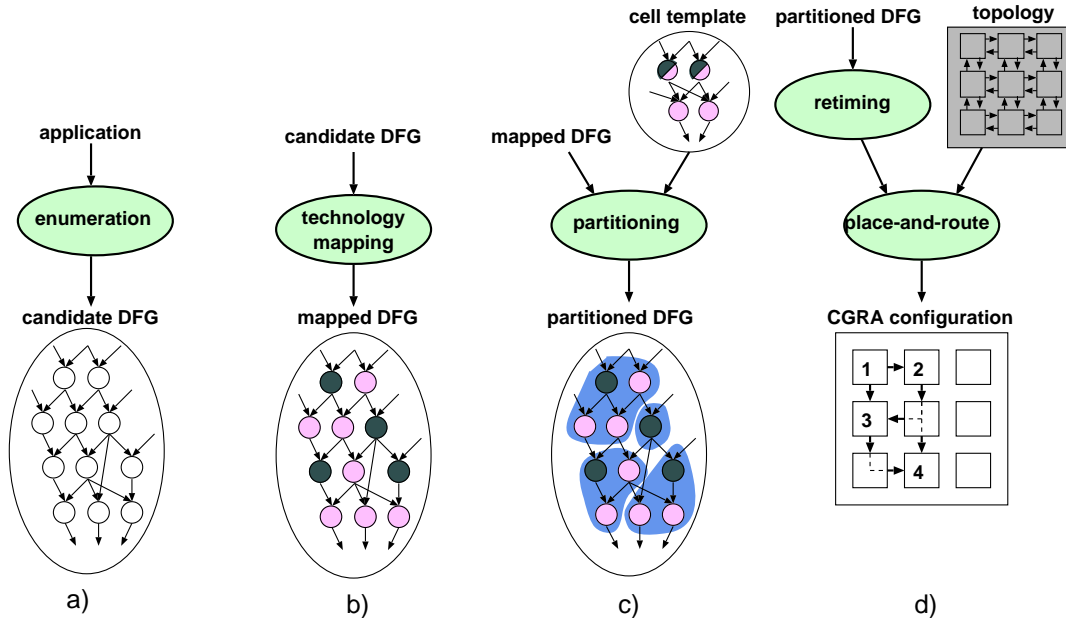 application
enumeration
candidate DFG
a)
candidate DFG
technology
mapping
mapped DFG
b)
cell template
mapped DFG
partitioning
partitioned DFG
c)
partitioned DFG
topology
retiming
place-and-route
CGRA configuration
1 2
3
4
d)